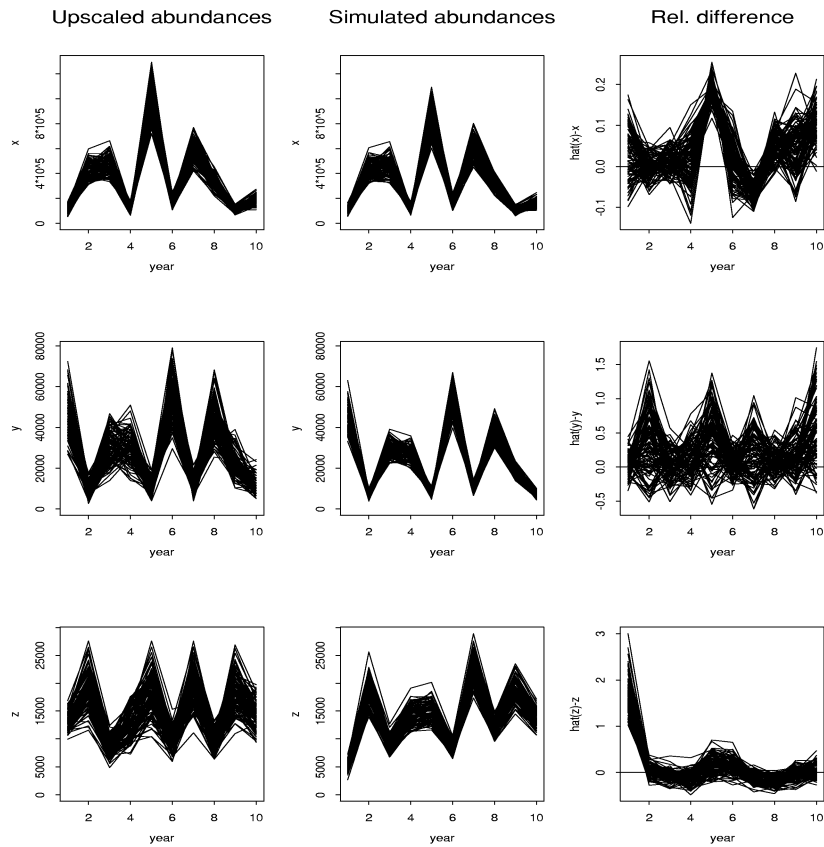 Upscaled abundances Simulated abundances Rel. difference
x
0 4*10^5 8*10^5
2 4 6 8 10
year
x
0 4*10^5 8*10^5
2 4 6 8 10
year
hat(x)-x
-0.1 0.0 0.1 0.2
2 4 6 8 10
year
y
0 20000 40000 60000 80000
2 4 6 8 10
year
y
0 20000 40000 60000 80000
2 4 6 8 10
year
hat(y)-y
-0.5 0.0 0.5 1.0 1.5
2 4 6 8 10
year
z
0 5000 15000 25000
2 4 6 8 10
year
z
0 5000 15000 25000
2 4 6 8 10
year
hat(z)-z
0 1 2 3
2 4 6 8 10
year